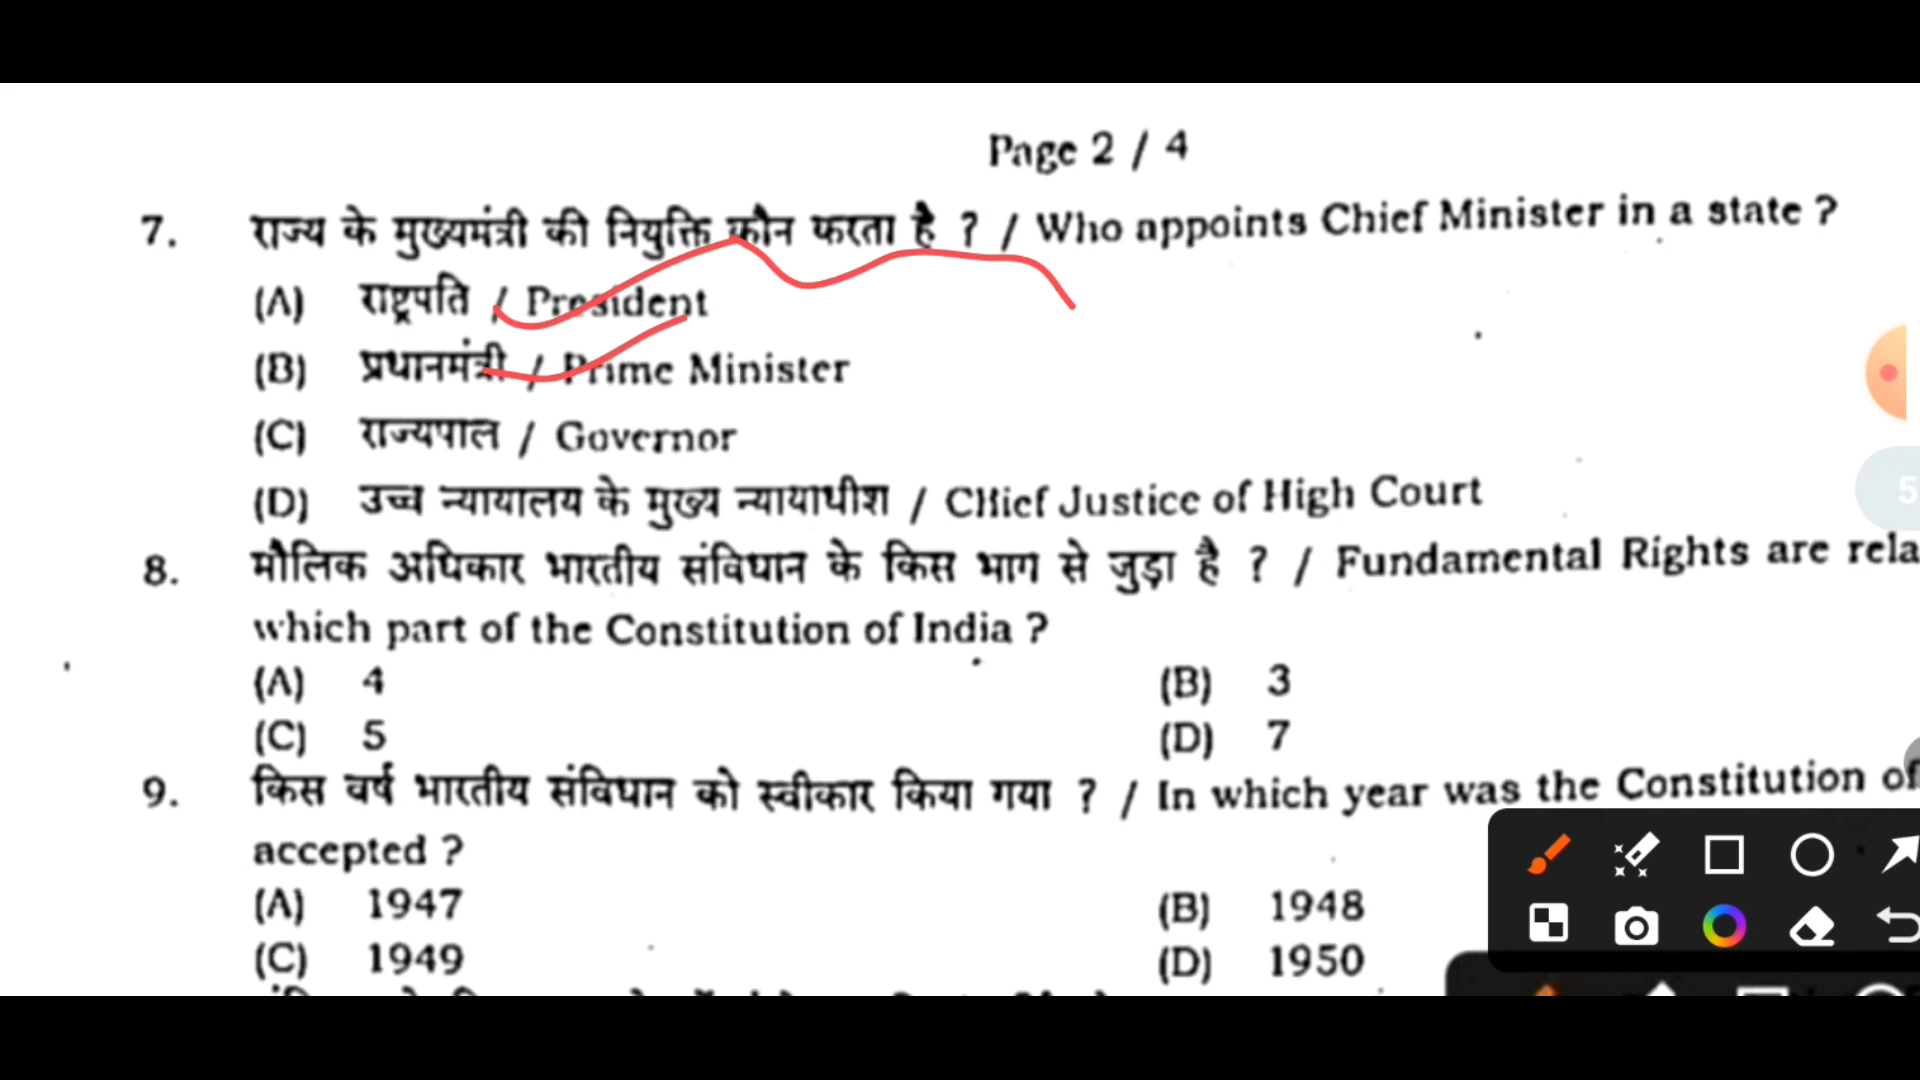 Page 2 / 4
7. राज्य के मुख्यमंत्री की नियुक्ति कौन करता है ? / Who appoints Chief Minister in a state ?
(A) राष्ट्रपति / President
(B) प्रधानमंत्री / Prime Minister
(C) राज्यपाल / Governor
(D) उच्च न्यायालय के मुख्य न्यायाधीश / Chief Justice of High Court
8. मौलिक अधिकार भारतीय संविधान के किस भाग से जुड़ा है ? / Fundamental Rights are rela
which part of the Constitution of India ?
(A) 4 (B) 3
(C) 5 (D) 7
9. किस वर्ष भारतीय संविधान को स्वीकार किया गया ? / In which year was the Constitution of
accepted ?
(A) 1947 (B) 1948
(C) 1949 (D) 1950
5